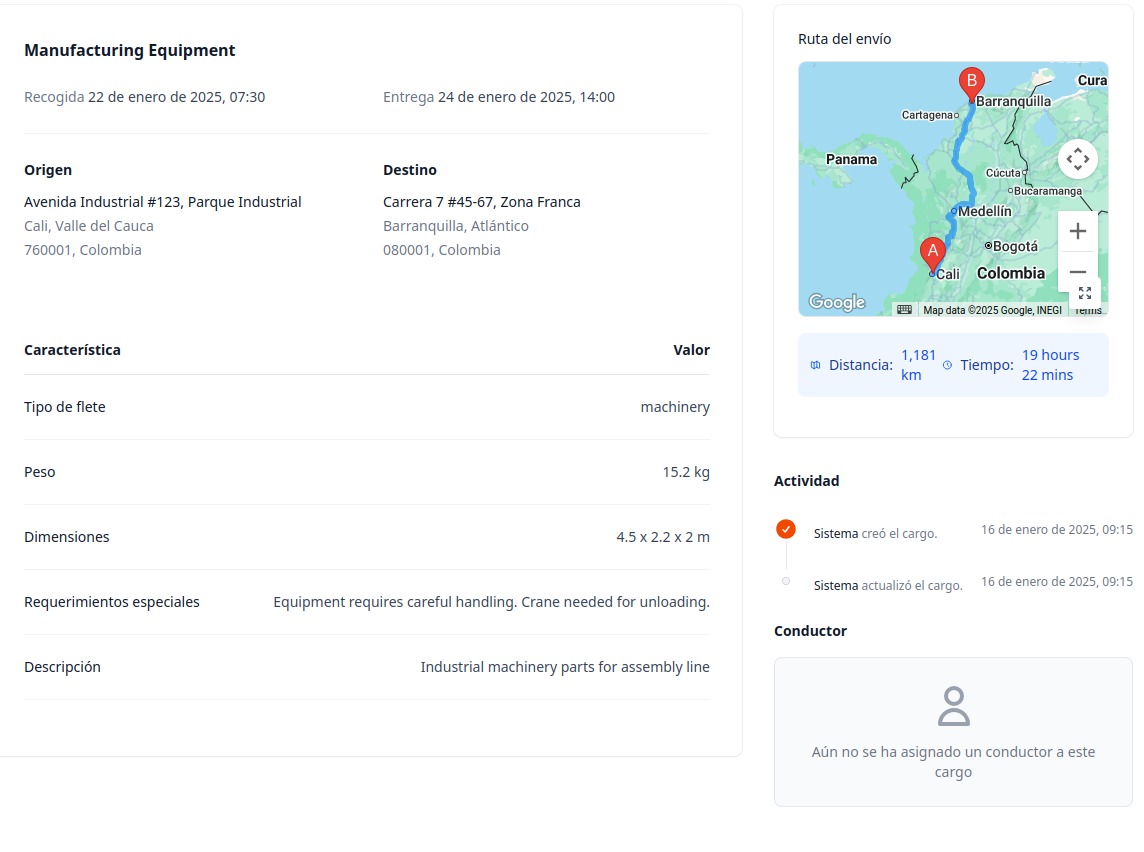 Manufacturing Equipment
Recogida 22 de enero de 2025, 07:30
Entrega 24 de enero de 2025, 14:00
Origen
Avenida Industrial #123, Parque Industrial
Cali, Valle del Cauca
760001, Colombia
Destino
Carrera 7 #45-67, Zona Franca
Barranquilla, Atlántico
080001, Colombia
Característica Valor
Tipo de flete machinery
Peso 15.2 kg
Dimensiones 4.5 x 2.2 x 2 m
Requerimientos especiales Equipment requires careful handling. Crane needed for unloading.
Descripción Industrial machinery parts for assembly line
Ruta del envío
B
Cura
Barranquilla
Cartagena
Panama
Cúcuta
Bucaramanga
Medellín
Bogotá
A
Cali
Colombia
Google
Map data ©2025 Google, INEGI
Terms
Distancia: 1,181 km
Tiempo: 19 hours 22 mins
Actividad
Sistema creó el cargo. 16 de enero de 2025, 09:15
Sistema actualizó el cargo. 16 de enero de 2025, 09:15
Conductor
Aún no se ha asignado un conductor a este
cargo